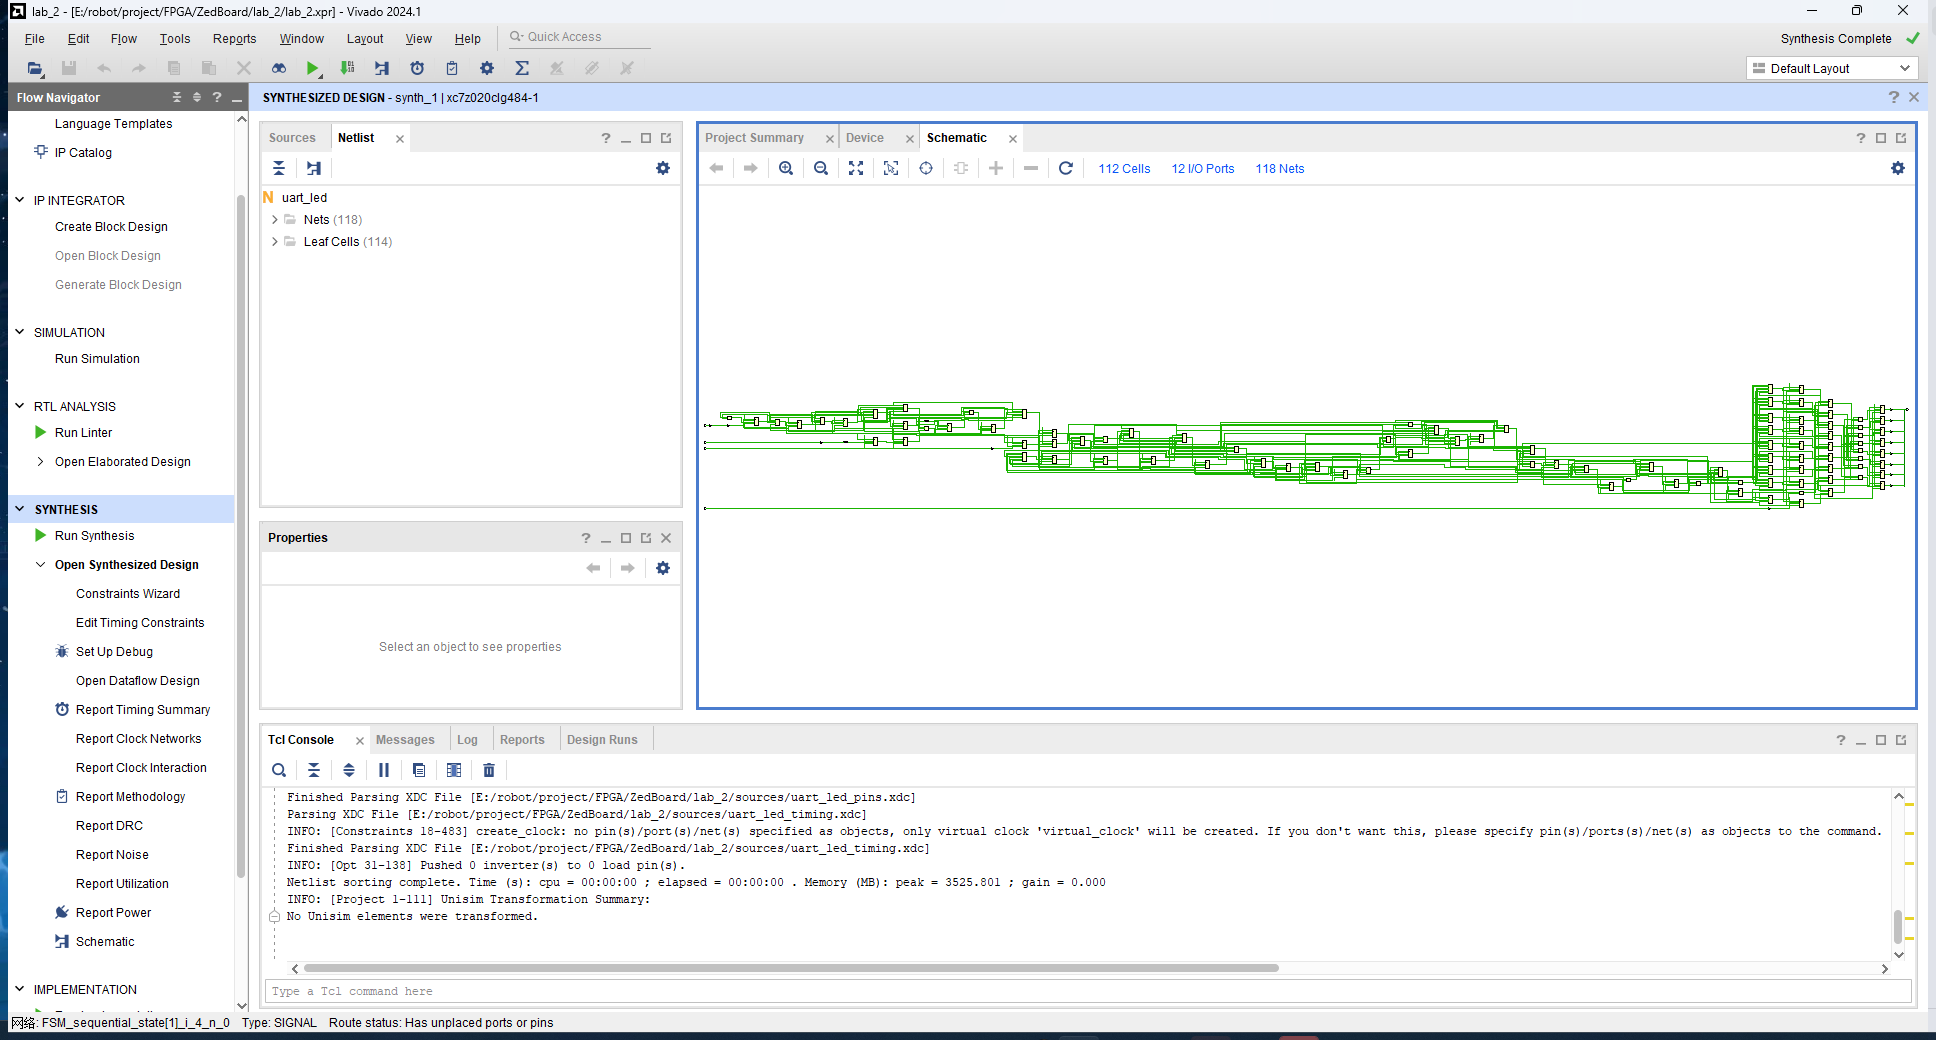 lab_2 - [E:/robot/project/FPGA/ZedBoard/lab_2/lab_2.xpr] - Vivado 2024.1
File Edit Flow Tools Reports Window Layout View Help Quick Access
Synthesis Complete
Default Layout
Flow Navigator
SYNTHESIZED DESIGN - synth_1 | xc7z020clg484-1
Language Templates
IP Catalog
IP INTEGRATOR
Create Block Design
Open Block Design
Generate Block Design
SIMULATION
Run Simulation
RTL ANALYSIS
Run Linter
Open Elaborated Design
SYNTHESIS
Run Synthesis
Open Synthesized Design
Constraints Wizard
Edit Timing Constraints
Set Up Debug
Open Dataflow Design
Report Timing Summary
Report Clock Networks
Report Clock Interaction
Report Methodology
Report DRC
Report Noise
Report Utilization
Report Power
Schematic
IMPLEMENTATION
Sources Netlist
uart_led
Nets (118)
Leaf Cells (114)
Properties
Select an object to see properties
Project Summary Device Schematic
112 Cells 12 I/O Ports 118 Nets
Tcl Console Messages Log Reports Design Runs
Finished Parsing XDC File [E:/robot/project/FPGA/ZedBoard/lab_2/sources/uart_led_pins.xdc]
Parsing XDC File [E:/robot/project/FPGA/ZedBoard/lab_2/sources/uart_led_timing.xdc]
INFO: [Constraints 18-483] create_clock: no pin(s)/port(s)/net(s) specified as objects, only virtual clock 'virtual_clock' will be created. If you don't want this, please specify pin(s)/ports(s)/net(s) as objects to the command.
Finished Parsing XDC File [E:/robot/project/FPGA/ZedBoard/lab_2/sources/uart_led_timing.xdc]
INFO: [Opt 31-138] Pushed 0 inverter(s) to 0 load pin(s).
Netlist sorting complete. Time (s): cpu = 00:00:00 ; elapsed = 00:00:00 . Memory (MB): peak = 3525.801 ; gain = 0.000
INFO: [Project 1-111] Unisim Transformation Summary:
No Unisim elements were transformed.
Type a Tcl command here
网络: FSM_sequential_state[1]_i_4_n_0 Type: SIGNAL Route status: Has unplaced ports or pins